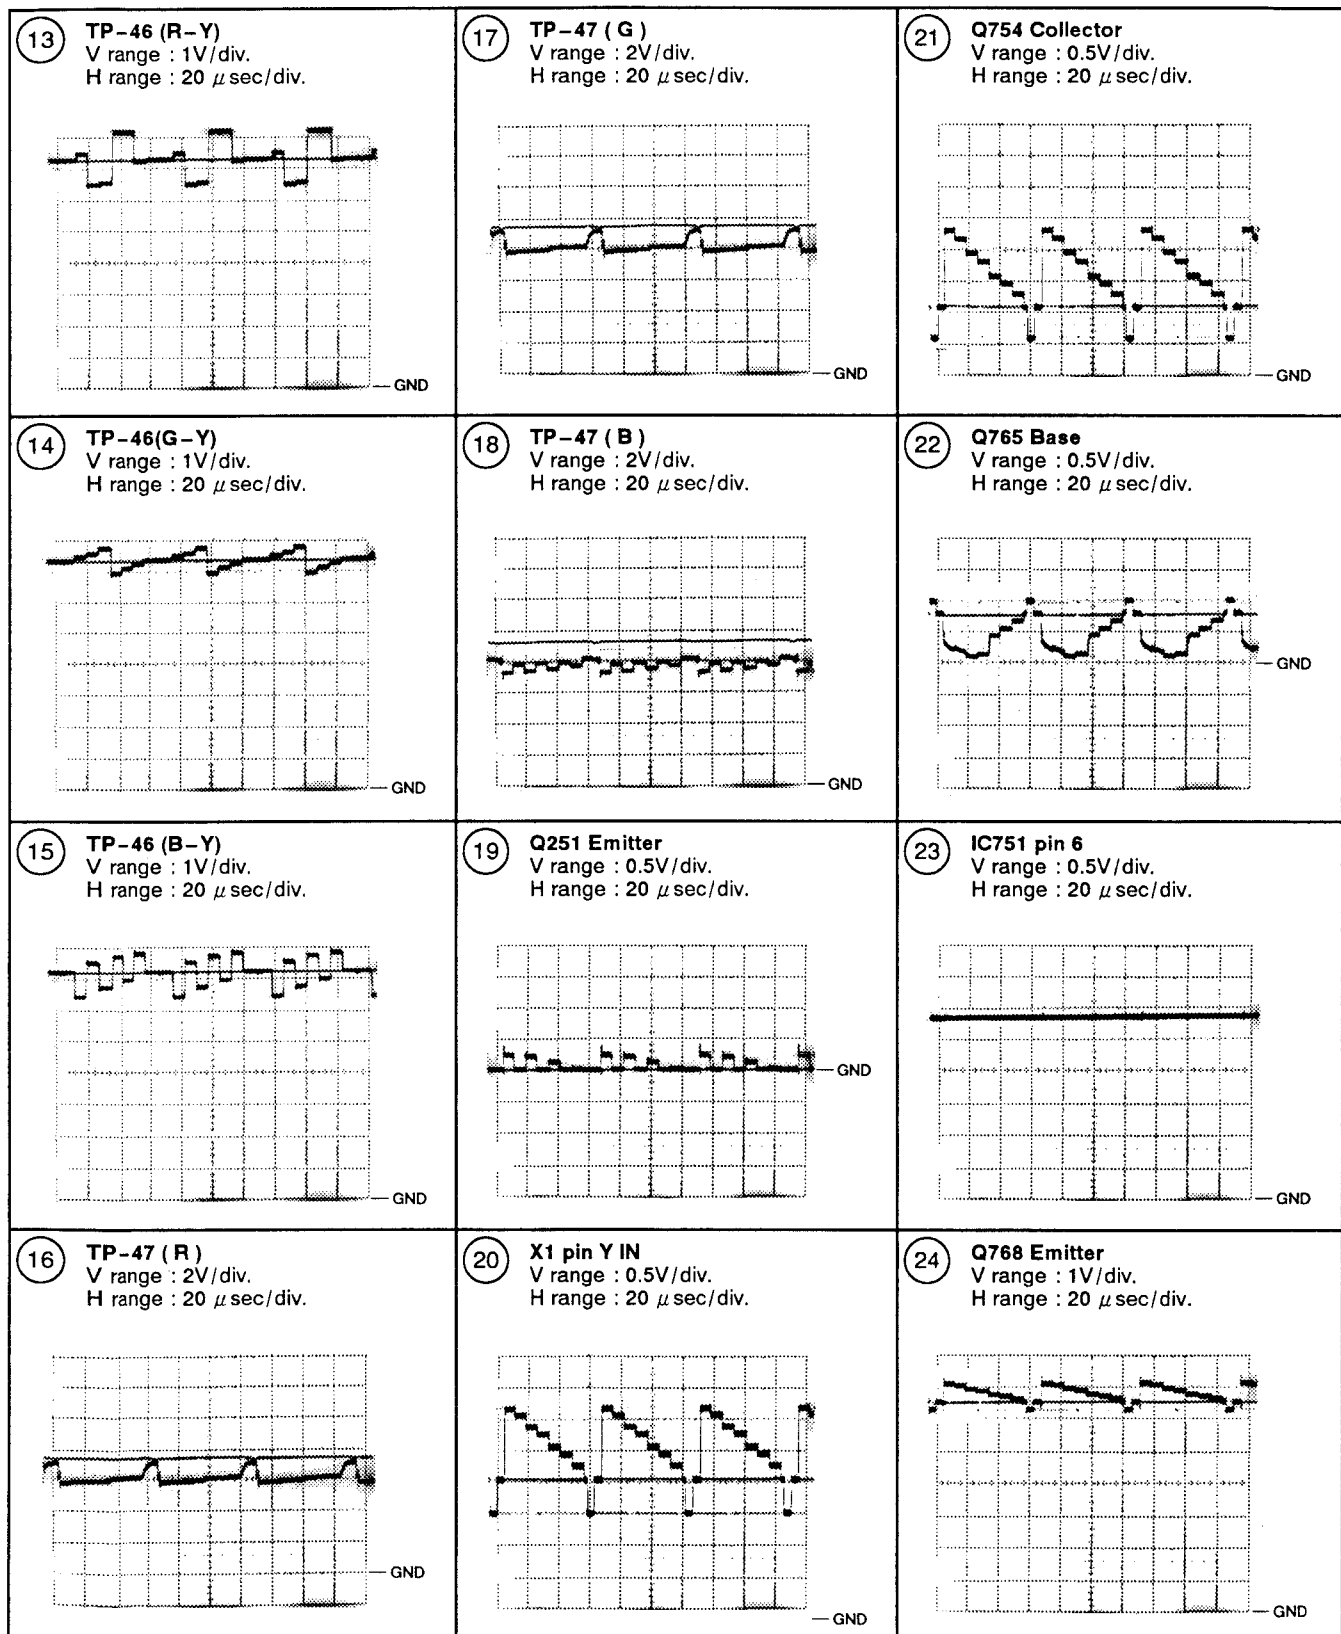 13
TP-46 (R-Y)
V range : 1V/div.
H range : 20 μsec/div.
GND
14
TP-46(G-Y)
V range : 1V/div.
H range : 20 μsec/div.
GND
15
TP-46 (B-Y)
V range : 1V/div.
H range : 20 μsec/div.
GND
16
TP-47 ( R )
V range : 2V/div.
H range : 20 μsec/div.
GND
17
TP-47 ( G )
V range : 2V/div.
H range : 20 μsec/div.
GND
18
TP-47 ( B )
V range : 2V/div.
H range : 20 μsec/div.
GND
19
Q251 Emitter
V range : 0.5V/div.
H range : 20 μsec/div.
GND
20
X1 pin Y IN
V range : 0.5V/div.
H range : 20 μsec/div.
GND
21
Q754 Collector
V range : 0.5V/div.
H range : 20 μsec/div.
GND
22
Q765 Base
V range : 0.5V/div.
H range : 20 μsec/div.
GND
23
IC751 pin 6
V range : 0.5V/div.
H range : 20 μsec/div.
GND
24
Q768 Emitter
V range : 1V/div.
H range : 20 μsec/div.
GND